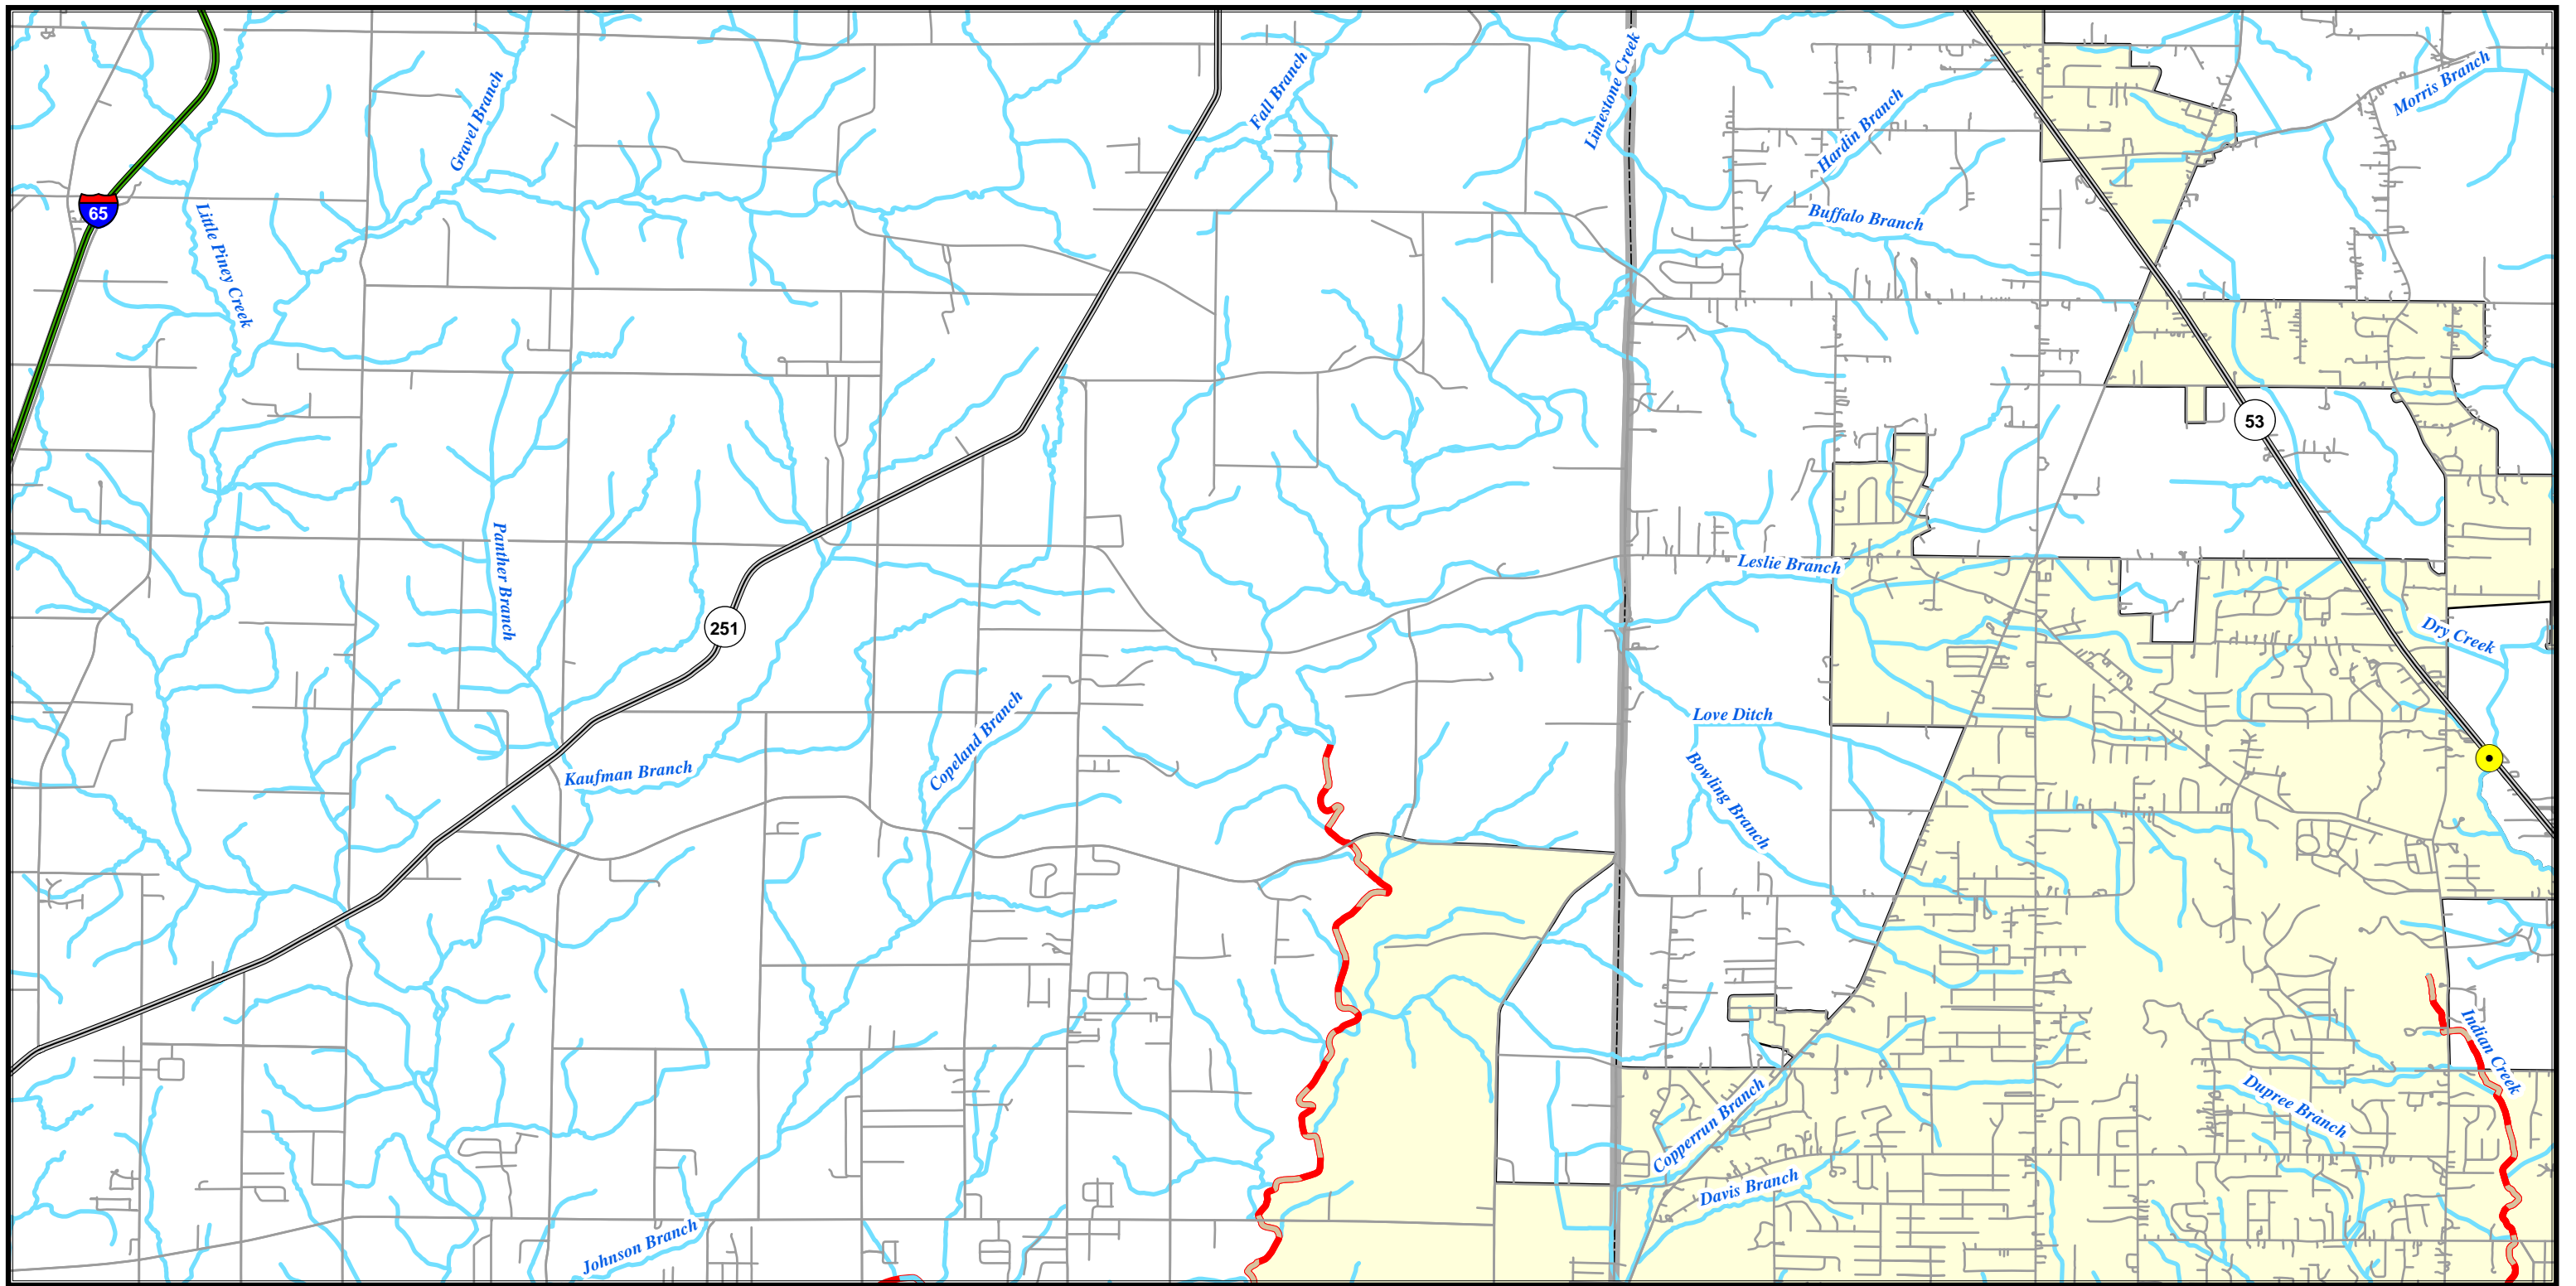 Limestone Creek
Morris Branch
Gravel Branch
Fall Branch
Hardin Branch
65
Little Piney Creek
Buffalo Branch
53
Panther Branch
Leslie Branch
251
Dry Creek
Copeland Branch
Love Ditch
Kaufman Branch
Bowling Branch
Indian Creek
Dupree Branch
Copperrun Branch
Davis Branch
Johnson Branch